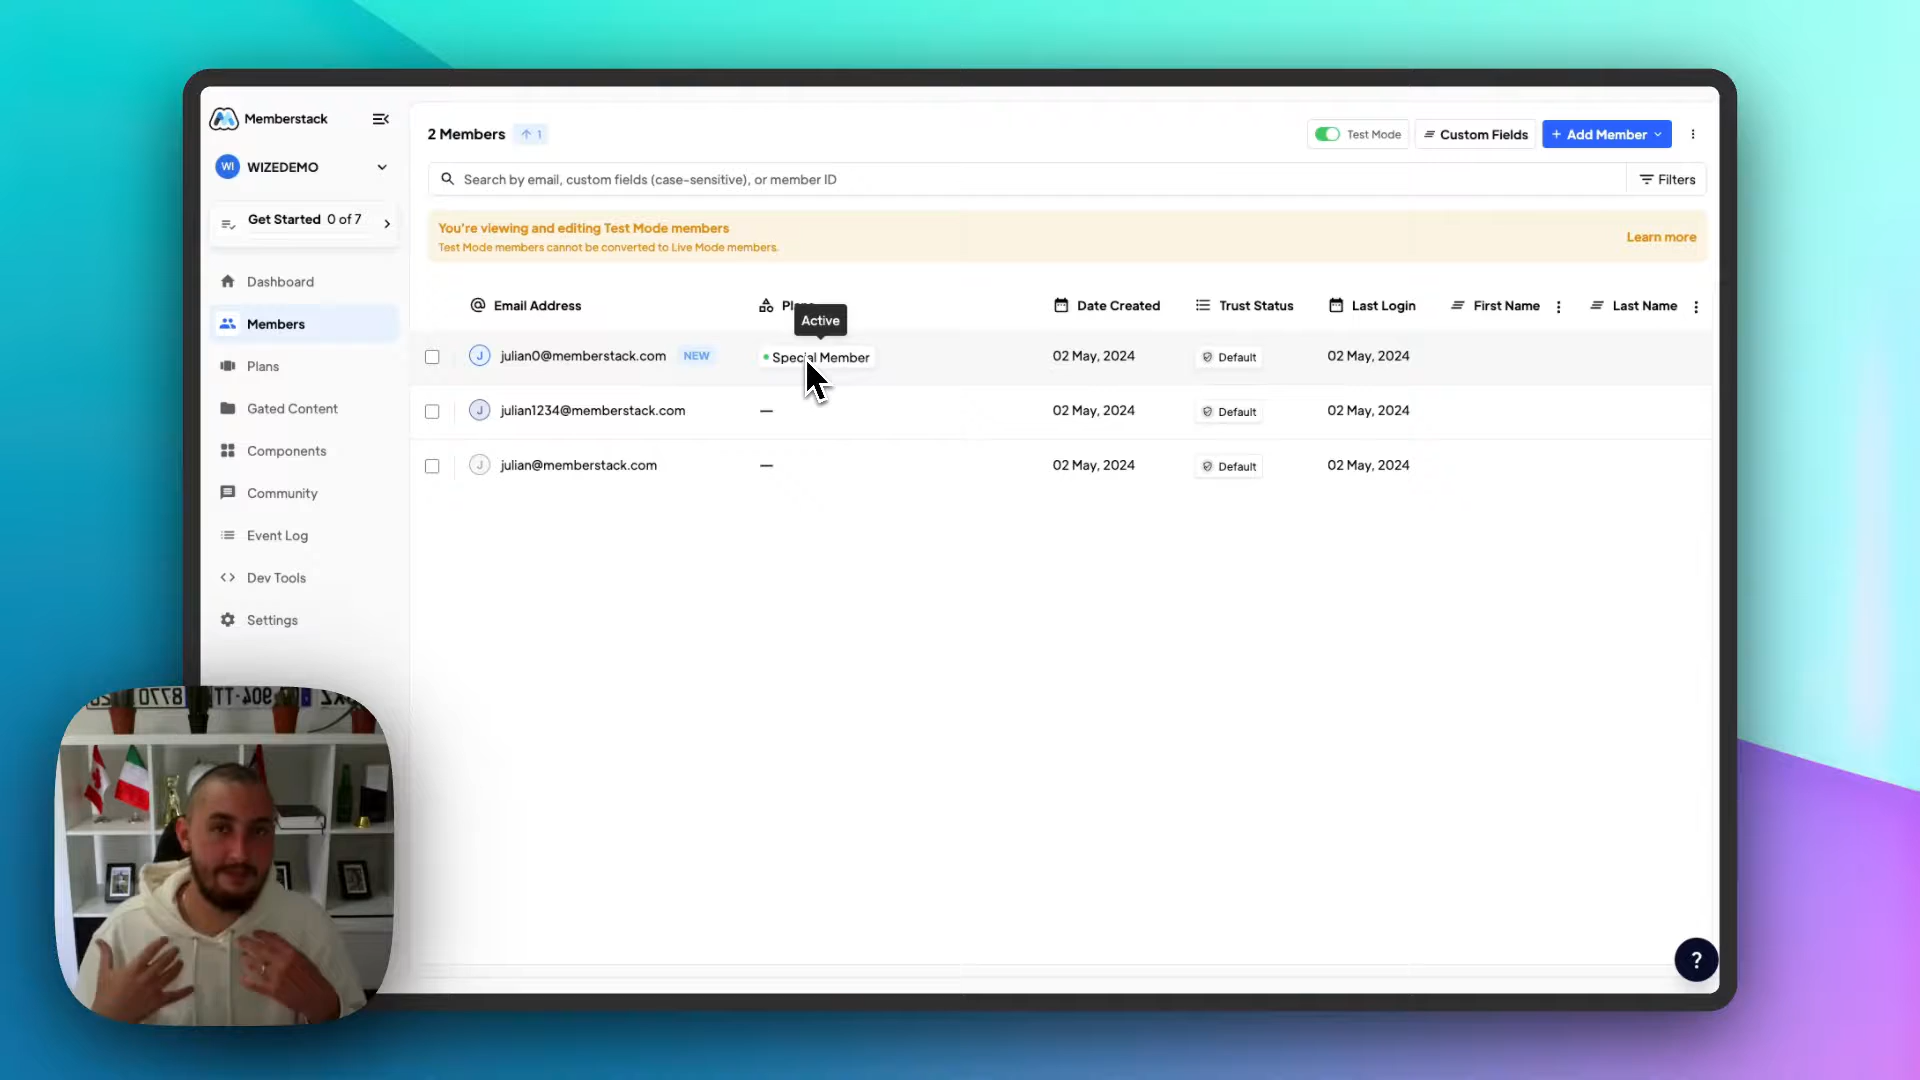 Memberstack
WI WIZEDEMO
Get Started 0 of 7
Dashboard
Members
Plans
Gated Content
Components
Community
Event Log
Dev Tools
Settings
2 Members ↑ 1
Test Mode
Custom Fields
+ Add Member
Search by email, custom fields (case-sensitive), or member ID
Filters
You're viewing and editing Test Mode members
Test Mode members cannot be converted to Live Mode members.
Learn more
Email Address
Date Created
Trust Status
Last Login
First Name
Last Name
Active
J julian0@memberstack.com NEW Special Member 02 May, 2024 Default 02 May, 2024
J julian1234@memberstack.com — 02 May, 2024 Default 02 May, 2024
J julian@memberstack.com — 02 May, 2024 Default 02 May, 2024
?